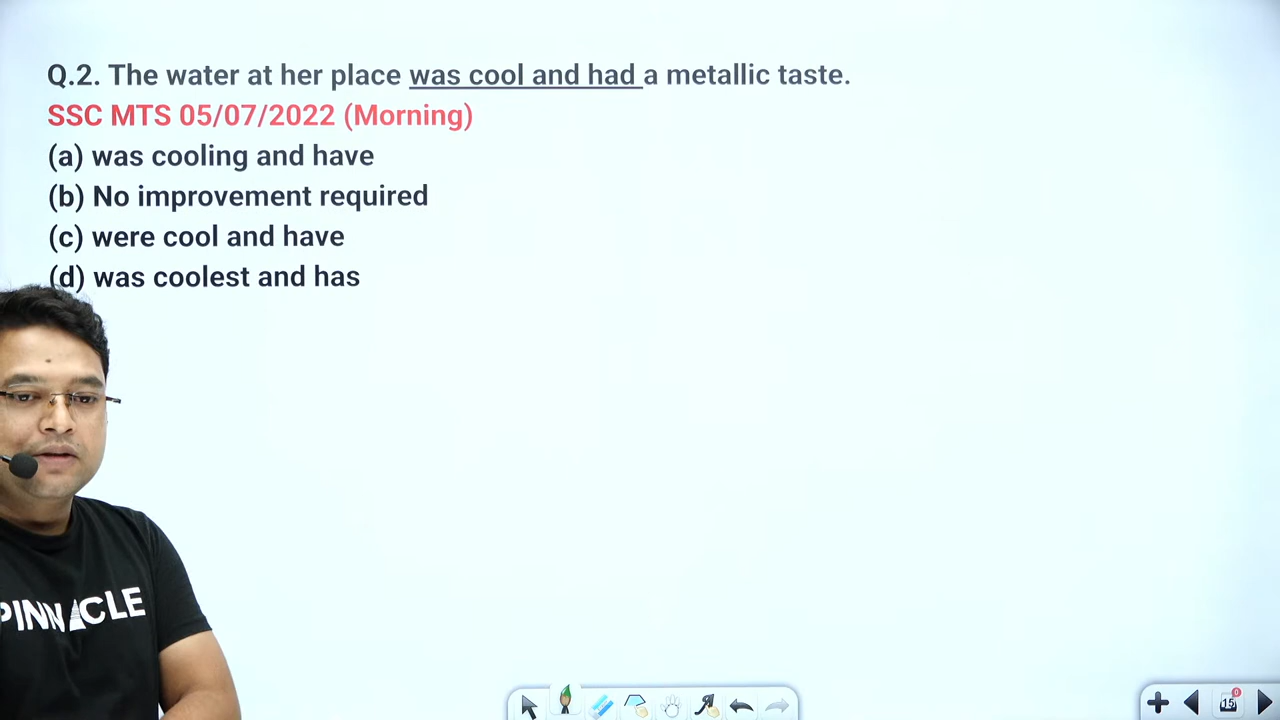 Q.2. The water at her place was cool and had a metallic taste.
SSC MTS 05/07/2022 (Morning)
(a) was cooling and have
(b) No improvement required
(c) were cool and have
(d) was coolest and has
PINNACLE
15
0